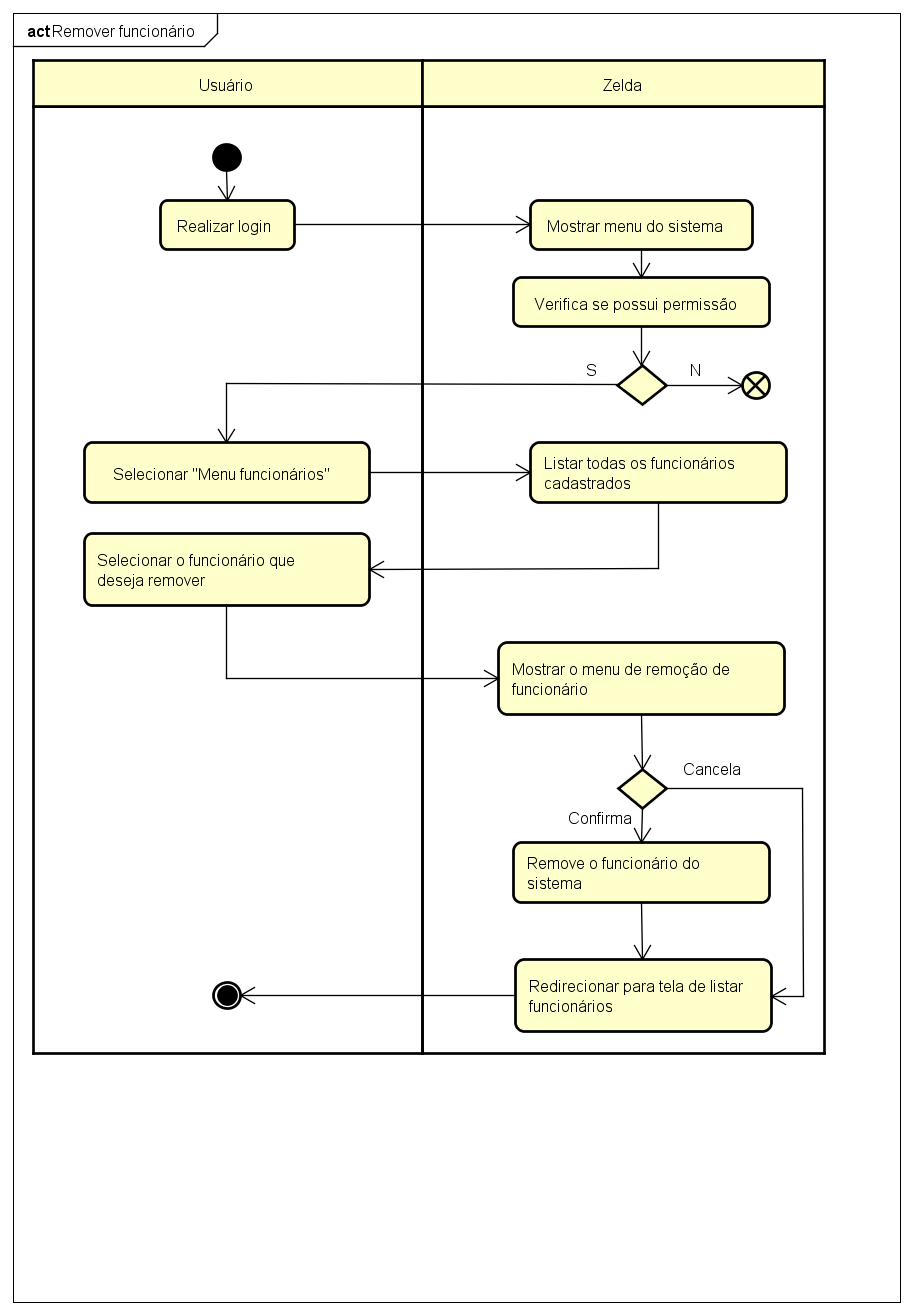 act Remover funcionário
Usuário
Zelda
Realizar login
Mostrar menu do sistema
Verifica se possui permissão
S
N
Selecionar "Menu funcionários"
Listar todas os funcionários
cadastrados
Selecionar o funcionário que
deseja remover
Mostrar o menu de remoção de
funcionário
Cancela
Confirma
Remove o funcionário do
sistema
Redirecionar para tela de listar
funcionários